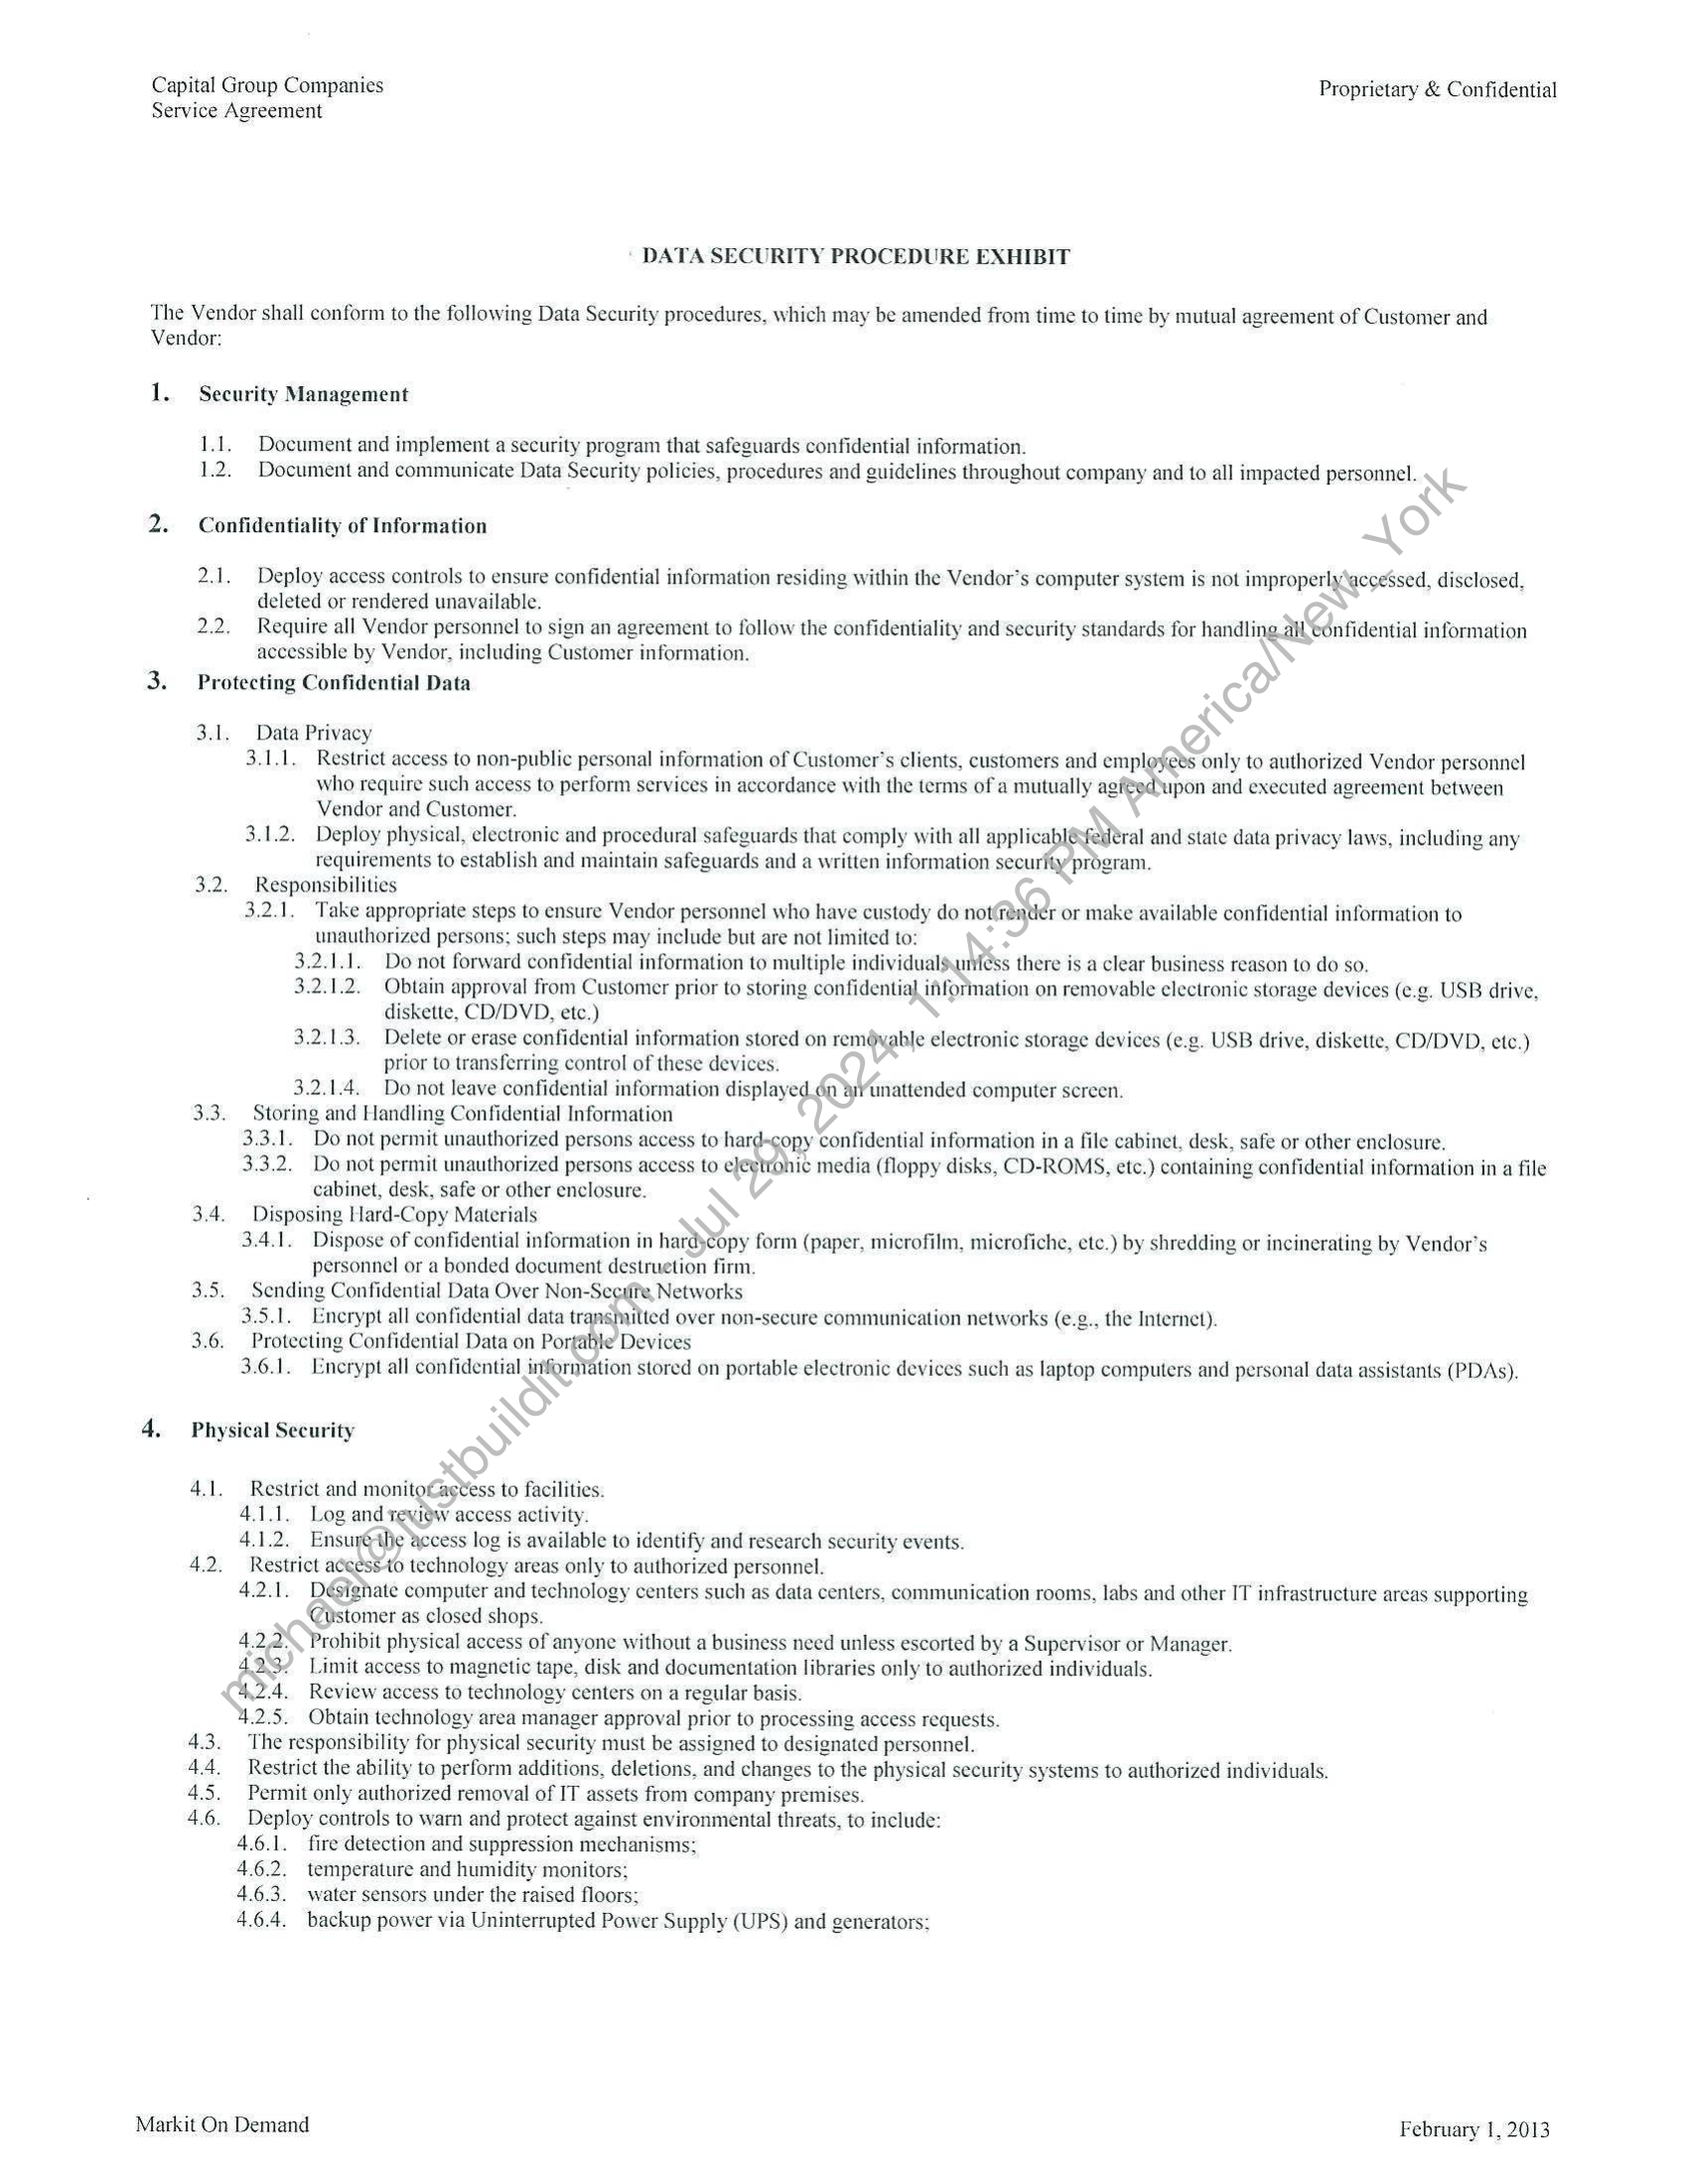 Capital Group Companies
Service Agreement
Proprietary & Confidential
DATA SECURITY PROCEDURE EXHIBIT
The Vendor shall conform to the following Data Security procedures, which may be amended from time to time by mutual agreement of Customer and
Vendor:
1. Security Management
1.1. Document and implement a security program that safeguards confidential information.
1.2. Document and communicate Data Security policies, procedures and guidelines throughout company and to all impacted personnel.
2. Confidentiality of Information
2.1. Deploy access controls to ensure confidential information residing within the Vendor's computer system is not improperly accessed, disclosed,
deleted or rendered unavailable.
2.2. Require all Vendor personnel to sign an agreement to follow the confidentiality and security standards for handling all confidential information
accessible by Vendor, including Customer information.
3. Protecting Confidential Data
3.1. Data Privacy
3.1.1. Restrict access to non-public personal information of Customer's clients, customers and employees only to authorized Vendor personnel
who require such access to perform services in accordance with the terms of a mutually agreed upon and executed agreement between
Vendor and Customer.
3.1.2. Deploy physical, electronic and procedural safeguards that comply with all applicable federal and state data privacy laws, including any
requirements to establish and maintain safeguards and a written information security program.
3.2. Responsibilities
3.2.1. Take appropriate steps to ensure Vendor personnel who have custody do not render or make available confidential information to
unauthorized persons; such steps may include but are not limited to:
3.2.1.1. Do not forward confidential information to multiple individuals unless there is a clear business reason to do so.
3.2.1.2. Obtain approval from Customer prior to storing confidential information on removable electronic storage devices (e.g. USB drive,
diskette, CD/DVD, etc.)
3.2.1.3. Delete or erase confidential information stored on removable electronic storage devices (e.g. USB drive, diskette, CD/DVD, etc.)
prior to transferring control of these devices.
3.2.1.4. Do not leave confidential information displayed on an unattended computer screen.
3.3. Storing and Handling Confidential Information
3.3.1. Do not permit unauthorized persons access to hard-copy confidential information in a file cabinet, desk, safe or other enclosure.
3.3.2. Do not permit unauthorized persons access to electronic media (floppy disks, CD-ROMS, etc.) containing confidential information in a file
cabinet, desk, safe or other enclosure.
3.4. Disposing Hard-Copy Materials
3.4.1. Dispose of confidential information in hard-copy form (paper, microfilm, microfiche, etc.) by shredding or incinerating by Vendor's
personnel or a bonded document destruction firm.
3.5. Sending Confidential Data Over Non-Secure Networks
3.5.1. Encrypt all confidential data transmitted over non-secure communication networks (e.g., the Internet).
3.6. Protecting Confidential Data on Portable Devices
3.6.1. Encrypt all confidential information stored on portable electronic devices such as laptop computers and personal data assistants (PDAs).
4. Physical Security
4.1. Restrict and monitor access to facilities.
4.1.1. Log and review access activity.
4.1.2. Ensure the access log is available to identify and research security events.
4.2. Restrict access to technology areas only to authorized personnel.
4.2.1. Designate computer and technology centers such as data centers, communication rooms, labs and other IT infrastructure areas supporting
Customer as closed shops.
4.2.2. Prohibit physical access of anyone without a business need unless escorted by a Supervisor or Manager.
4.2.3. Limit access to magnetic tape, disk and documentation libraries only to authorized individuals.
4.2.4. Review access to technology centers on a regular basis.
4.2.5. Obtain technology area manager approval prior to processing access requests.
4.3. The responsibility for physical security must be assigned to designated personnel.
4.4. Restrict the ability to perform additions, deletions, and changes to the physical security systems to authorized individuals.
4.5. Permit only authorized removal of IT assets from company premises.
4.6. Deploy controls to warn and protect against environmental threats, to include:
4.6.1. fire detection and suppression mechanisms;
4.6.2. temperature and humidity monitors;
4.6.3. water sensors under the raised floors;
4.6.4. backup power via Uninterrupted Power Supply (UPS) and generators;
Markit On Demand
February 1, 2013
michael@justbuildit.com - Jul 29, 2024, 1:14:36 PM America/New_York